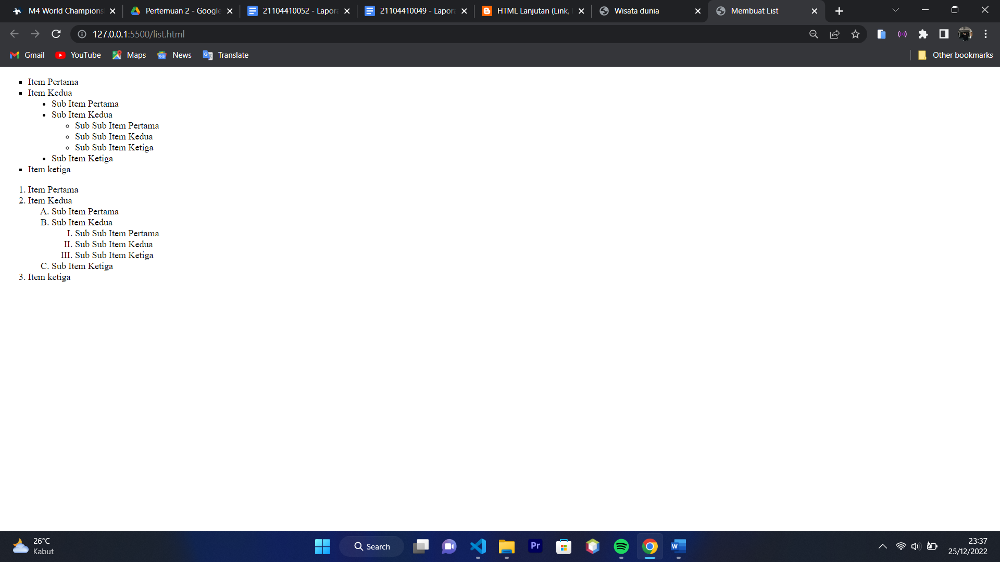 M4 World Champions
Pertemuan 2 - Google
21104410052 - Lapora
21104410049 - Lapora
HTML Lanjutan (Link,
Wisata dunia
Membuat List
127.0.0.1:5500/list.html
Gmail
YouTube
Maps
News
Translate
Other bookmarks
▪ Item Pertama
▪ Item Kedua
• Sub Item Pertama
• Sub Item Kedua
◦ Sub Sub Item Pertama
◦ Sub Sub Item Kedua
◦ Sub Sub Item Ketiga
• Sub Item Ketiga
▪ Item ketiga
1. Item Pertama
2. Item Kedua
A. Sub Item Pertama
B. Sub Item Kedua
I. Sub Sub Item Pertama
II. Sub Sub Item Kedua
III. Sub Sub Item Ketiga
C. Sub Item Ketiga
3. Item ketiga
26°C
Kabut
Search
Pr
W
23:37
25/12/2022